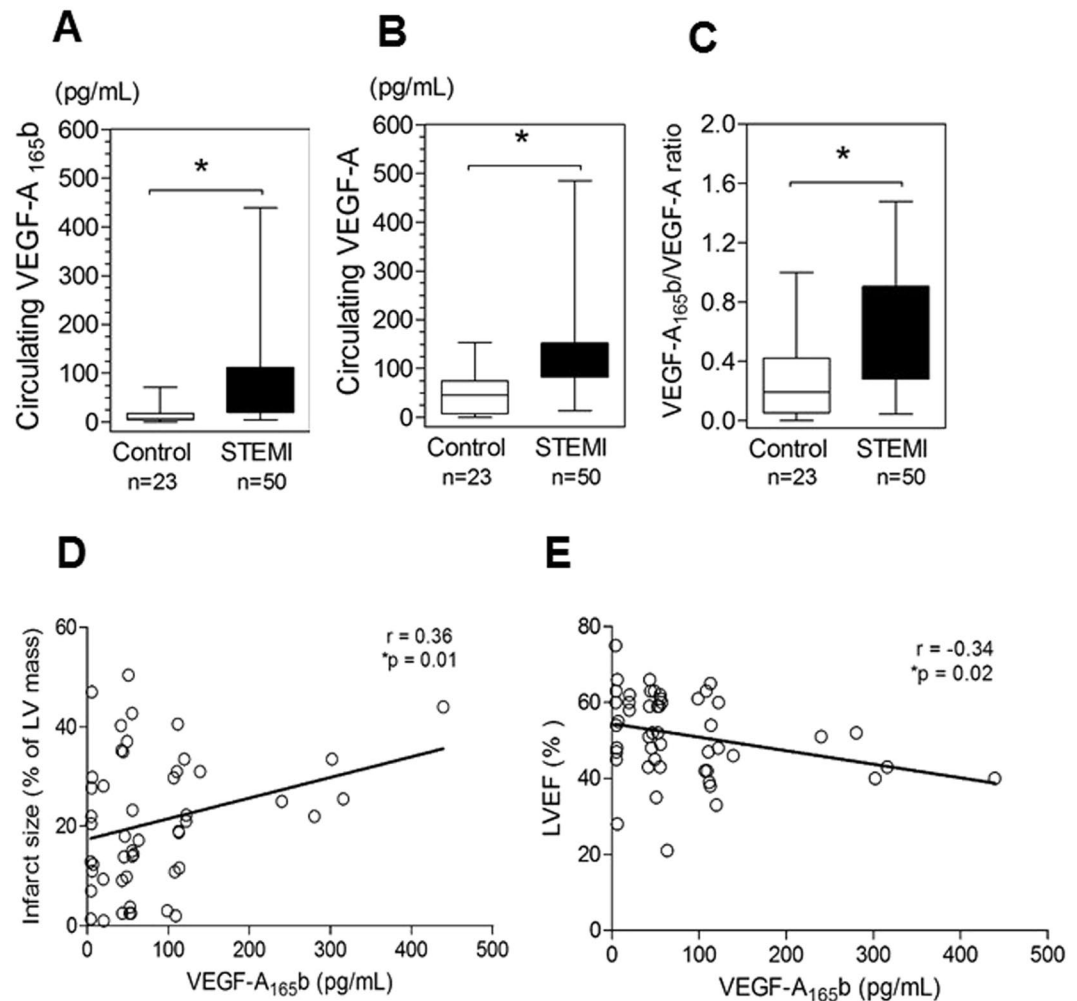 A
(pg/mL)
Circulating VEGF-A 165b
600
500
400
300
200
100
0
*
Control
n=23
STEMI
n=50
B
(pg/mL)
Circulating VEGF-A
600
500
400
300
200
100
0
*
Control
n=23
STEMI
n=50
C
VEGF-A165b/VEGF-A ratio
2.0
1.6
1.2
0.8
0.4
0.0
*
Control
n=23
STEMI
n=50
D
Infarct size (% of LV mass)
60
40
20
0
r = 0.36
*p = 0.01
0 100 200 300 400 500
VEGF-A165b (pg/mL)
E
LVEF (%)
80
60
40
20
0
r = -0.34
*p = 0.02
0 100 200 300 400 500
VEGF-A165b (pg/mL)